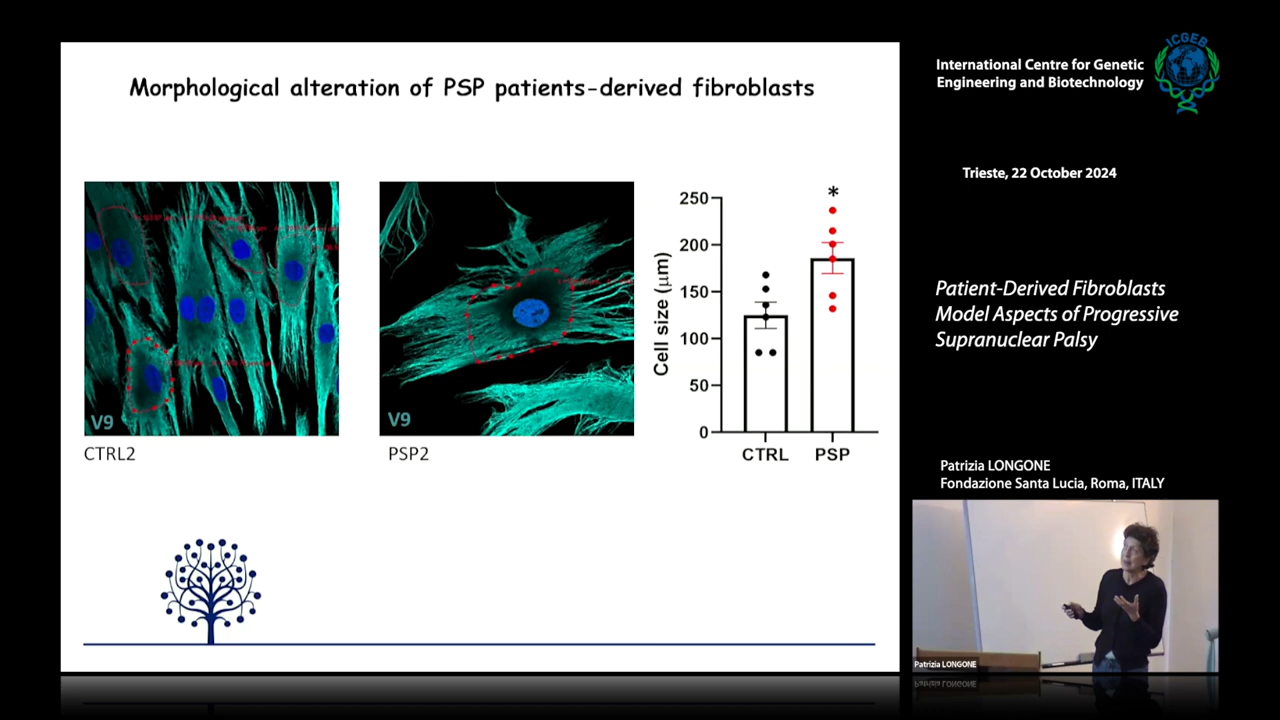 Morphological alteration of PSP patients-derived fibroblasts
V9
CTRL2
V9
PSP2
Cell size (μm)
250
200
150
100
50
0
*
CTRL
PSP
ICGEB
International Centre for Genetic
Engineering and Biotechnology
Trieste, 22 October 2024
Patient-Derived Fibroblasts
Model Aspects of Progressive
Supranuclear Palsy
Patrizia LONGONE
Fondazione Santa Lucia, Roma, ITALY
Patrizia LONGONE